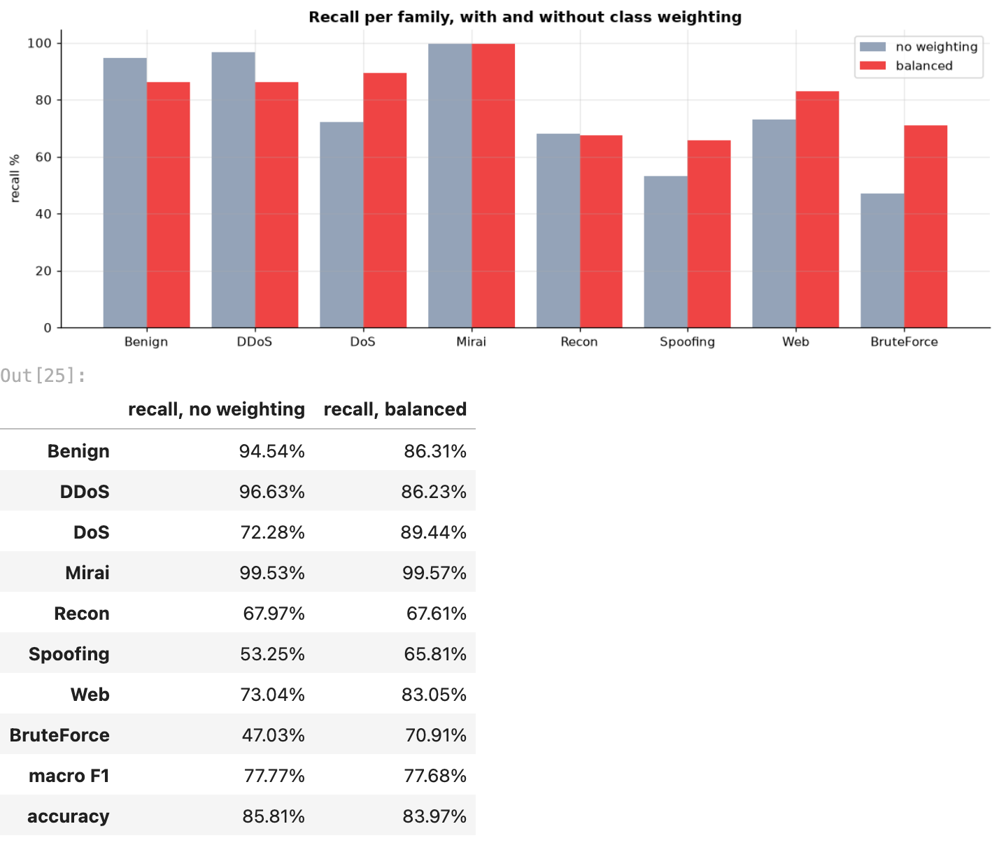 Recall per family, with and without class weighting
no weighting
balanced
recall %
100
80
60
40
20
0
Benign DDoS DoS Mirai Recon Spoofing Web BruteForce
Out[25]:
recall, no weighting recall, balanced
Benign 94.54% 86.31%
DDoS 96.63% 86.23%
DoS 72.28% 89.44%
Mirai 99.53% 99.57%
Recon 67.97% 67.61%
Spoofing 53.25% 65.81%
Web 73.04% 83.05%
BruteForce 47.03% 70.91%
macro F1 77.77% 77.68%
accuracy 85.81% 83.97%